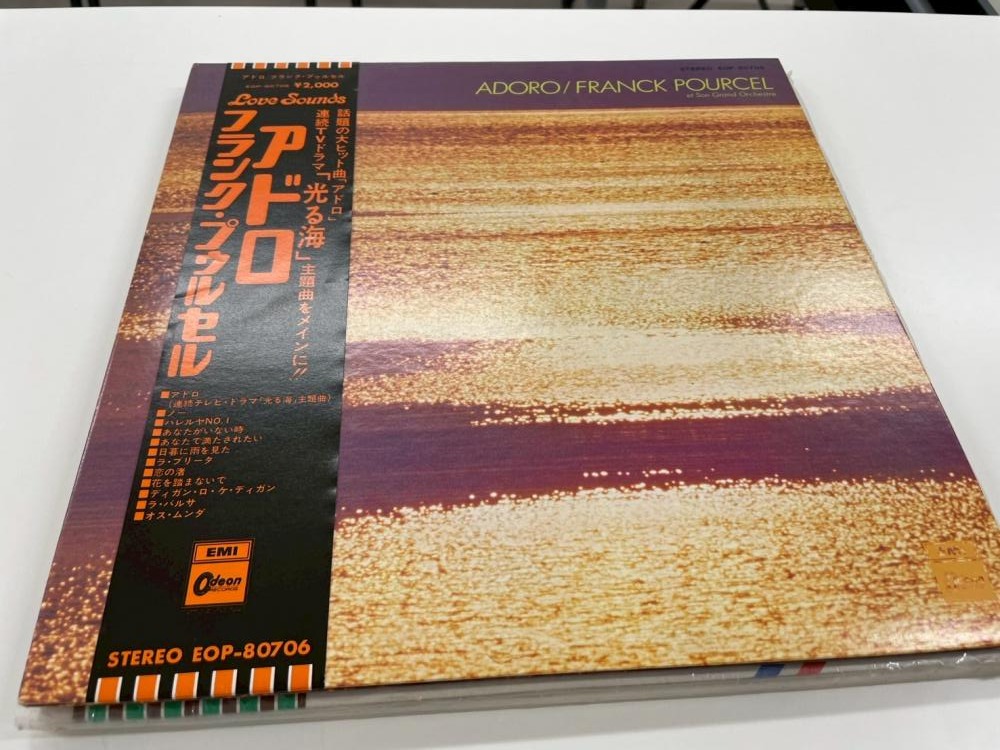 アドロ/フランク・プゥルセル
EOP-80706 ¥2,000
Love Sounds
話題の大ヒット曲「アドロ」
連続TVドラマ「光る海」主題曲をメインに!!
アドロ
フランク・プゥルセル
■アドロ
(連続テレビ・ドラマ「光る海」主題曲)
■ノー
■ハレルヤNO.1
■あなたがいない時
■あなたで満たされたい
■日暮に雨を見た
■ラ・ブリータ
■恋の渚
■花を踏まないで
■ディガン・ロ・ケ・ディガン
■ラ・バルサ
■オス・ムンダ
EMI
Odeon
RECORDS
STEREO EOP-80706
STEREO EOP-80706
ADORO/FRANCK POURCEL
et Son Grand Orchestre